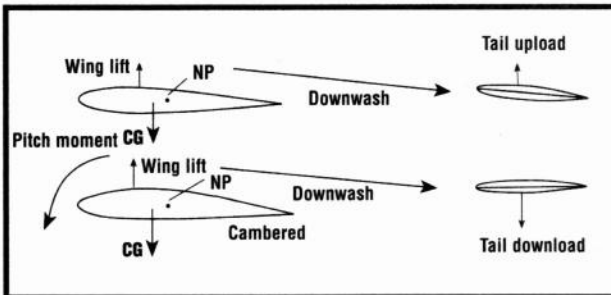 Tail upload
Wing lift
NP
Downwash
Pitch moment
CG
Wing lift
NP
Downwash
CG
Cambered
Tail download